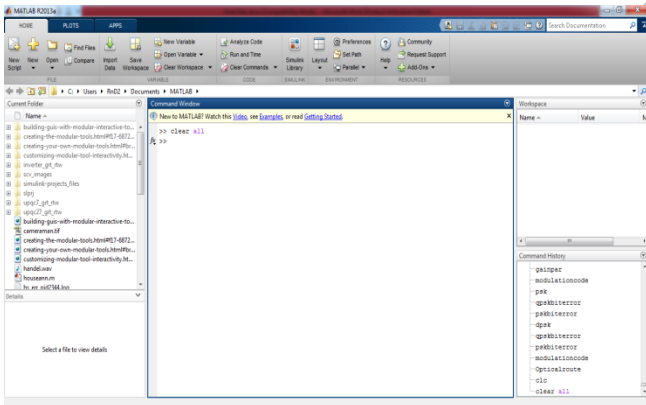 MATLAB R2013a
HOME PLOTS APPS
Search Documentation
New Script
New
Open
Find Files
Compare
Import Data
Save Workspace
New Variable
Open Variable
Clear Workspace
Analyze Code
Run and Time
Clear Commands
Simulink Library
Layout
Preferences
Set Path
Parallel
Help
Community
Request Support
Add-Ons
FILE VARIABLE CODE SIMULINK ENVIRONMENT RESOURCES
C: Users RnD2 Documents MATLAB
Current Folder
Name
building-guis-with-modular-interactive-to...
creating-the-modular-tools.html#f17-6872...
creating-your-own-modular-tools.html#br...
customizing-modular-tool-interactivity.ht...
inverter_grt_rtw
scv_images
simulink-projects_files
slprj
upqc7_grt_rtw
upqc27_grt_rtw
building-guis-with-modular-interactive-to...
cameraman.tif
creating-the-modular-tools.html#f17-6872...
creating-your-own-modular-tools.html#br...
customizing-modular-tool-interactivity.ht...
handel.wav
houseann.m
Details
Select a file to view details
Command Window
New to MATLAB? Watch this Video, see Examples, or read Getting Started.
>> clear all
fx >>
Workspace
Name Value
Command History
gainpar
modulationcode
psk
qpskbiterror
pskbiterror
dpsk
qpskbiterror
pskbiterror
modulationcode
Opticalroute
clc
clear all